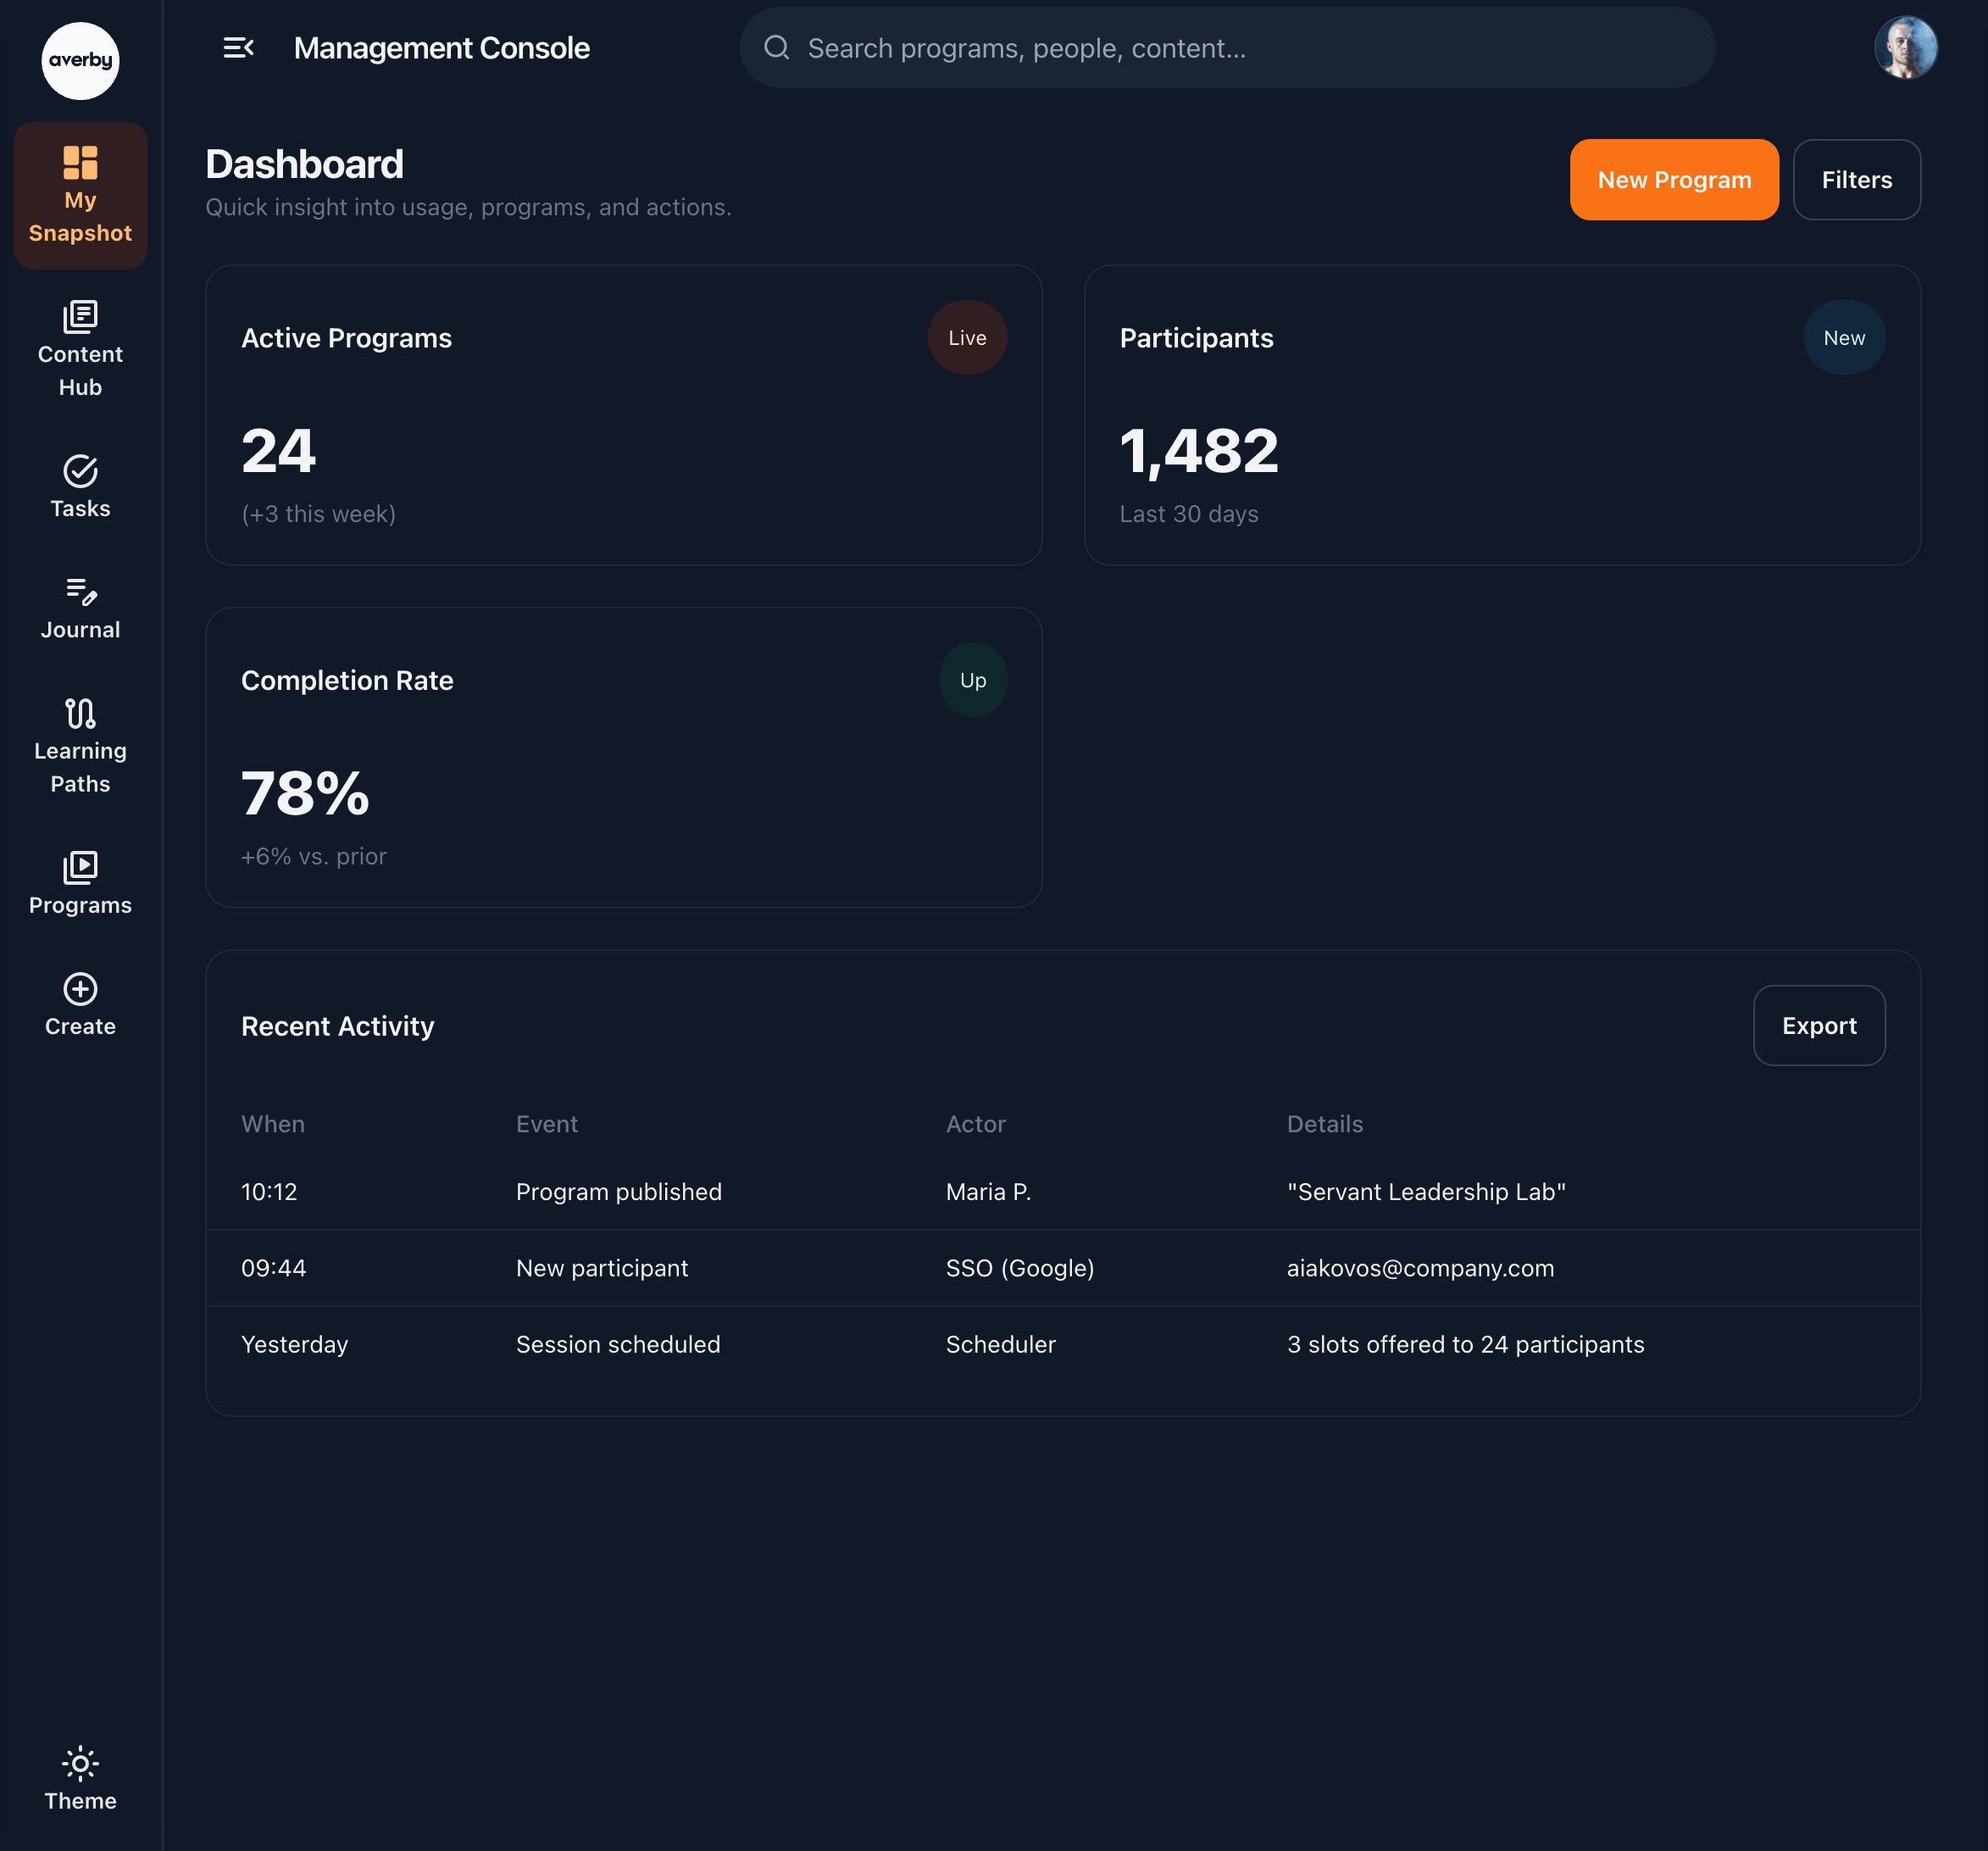 averby
Management Console
Search programs, people, content...
My
Snapshot
Content
Hub
Tasks
Journal
Learning
Paths
Programs
Create
Theme
Dashboard
Quick insight into usage, programs, and actions.
New Program
Filters
Active Programs
Live
24
(+3 this week)
Participants
New
1,482
Last 30 days
Completion Rate
Up
78%
+6% vs. prior
Recent Activity
Export
When Event Actor Details
10:12 Program published Maria P. "Servant Leadership Lab"
09:44 New participant SSO (Google) aiakovos@company.com
Yesterday Session scheduled Scheduler 3 slots offered to 24 participants